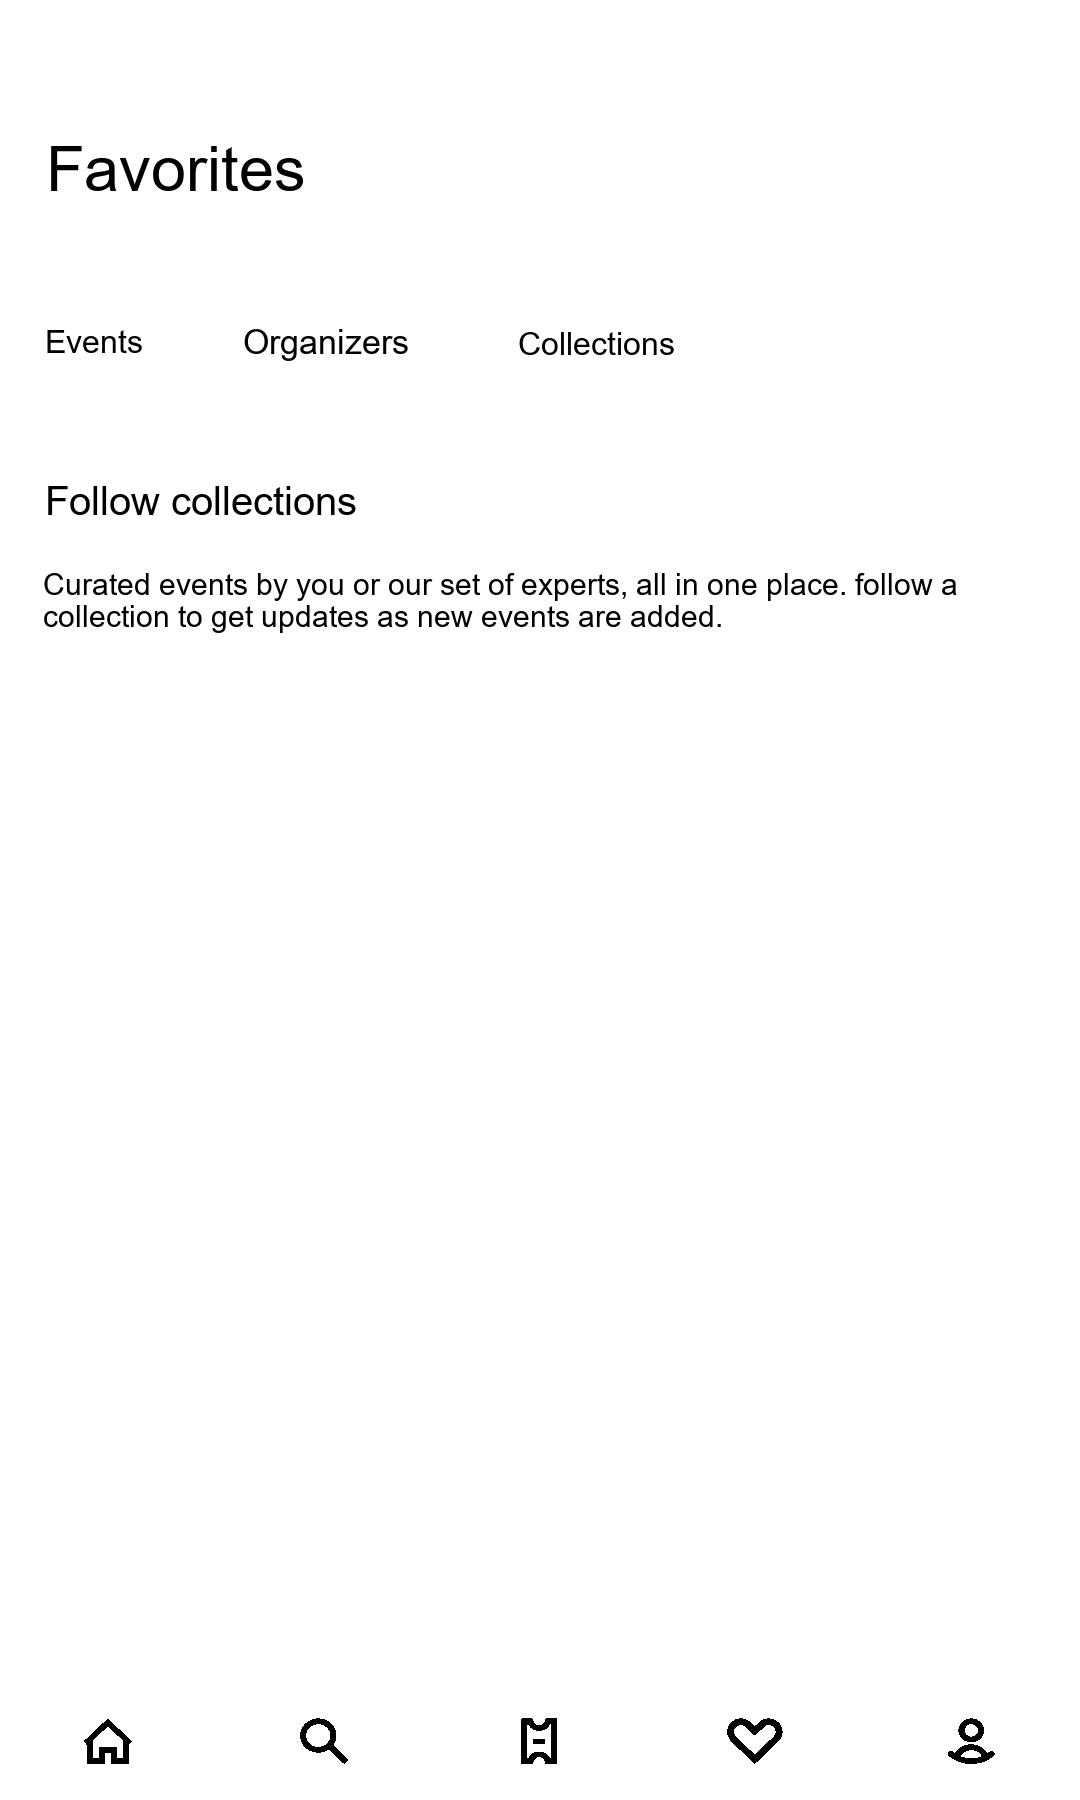 Favorites
Events Organizers Collections
Follow collections
Curated events by you or our set of experts, all in one place. follow a
collection to get updates as new events are added.